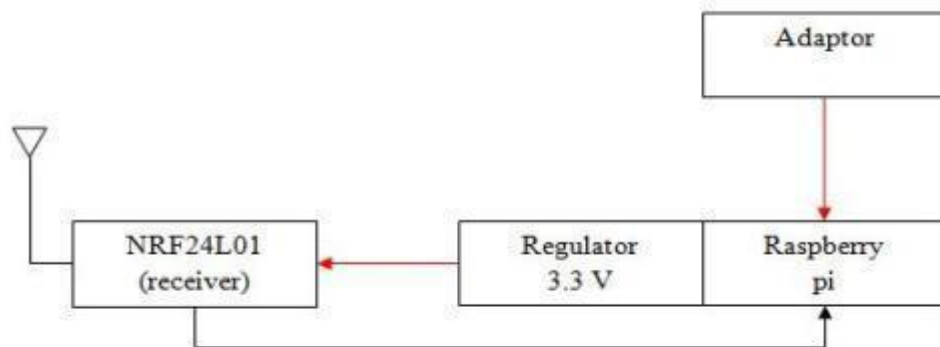 Adaptor
NRF24L01
(receiver)
Regulator
3.3 V
Raspberry
pi